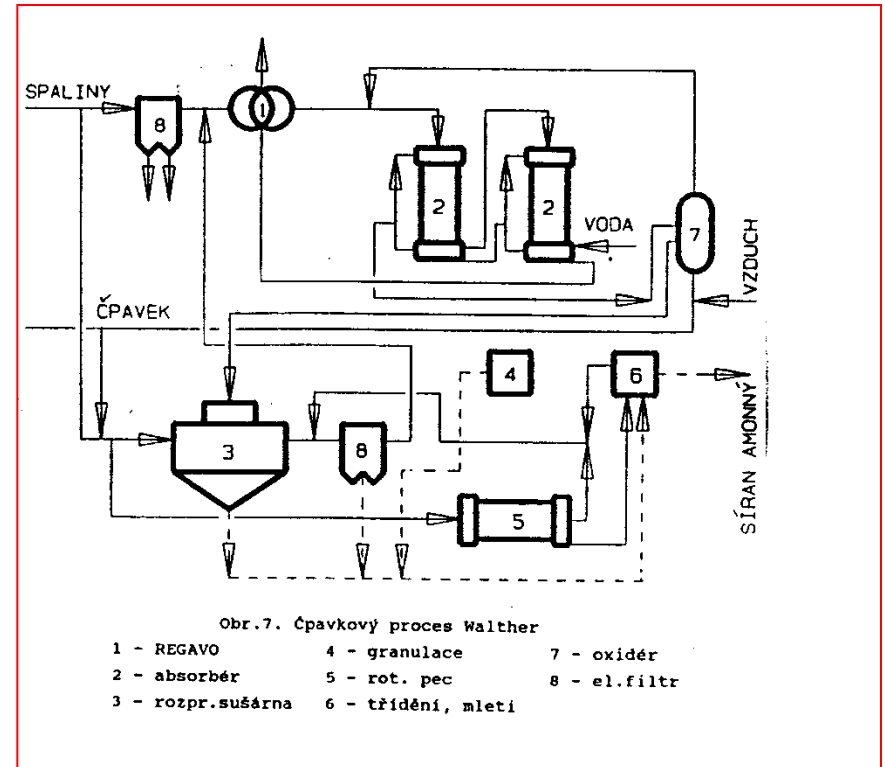 SPALINY
8
1
2
2
VODA
7
VZDUCH
ČPAVEK
4
6
3
8
5
SÍRAN AMONNÝ
Obr.7. Čpavkový proces Walther
1 - REGAVO 4 - granulace 7 - oxidér
2 - absorbér 5 - rot. pec 8 - el.filtr
3 - rozpr.sušárna 6 - třídění, mleti